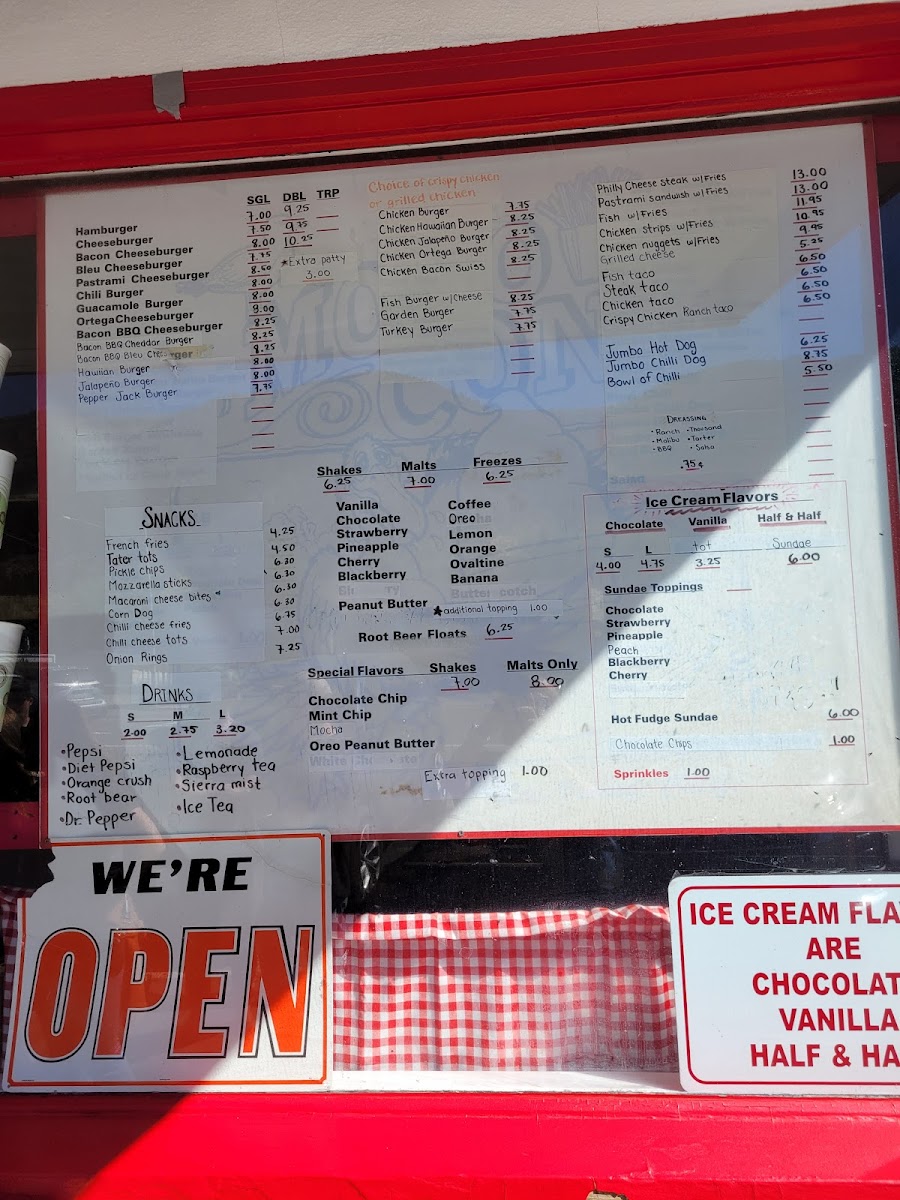 SGL DBL TRP
Hamburger 7.00 9.25
Cheeseburger 7.50 9.75
Bacon Cheeseburger 8.00 10.25
Bleu Cheeseburger 7.75
Pastrami Cheeseburger 8.50
Chili Burger 8.00
Guacamole Burger 8.00
Ortega Cheeseburger 9.00
Bacon BBQ Cheeseburger 8.25
Bacon BBQ Cheddar Burger 8.25
Bacon BBQ Bleu 8.25
Hawiian Burger 8.00
Jalapeño Burger 8.00
Pepper Jack Burger 7.75
*Extra patty
3.00
Choice of crispy chicken
or grilled chicken
Chicken Burger 7.75
Chicken Hawaiian Burger 8.25
Chicken Jalapeño Burger 8.25
Chicken Ortega Burger 8.25
Chicken Bacon Swiss 8.25
Fish Burger w/Cheese 8.25
Garden Burger 7.75
Turkey Burger 7.75
Philly Cheese steak w/Fries 13.00
Pastrami sandwich w/Fries 13.00
Fish w/Fries 11.95
Chicken strips w/Fries 10.95
Chicken nuggets w/Fries 9.95
Grilled cheese 5.25
Fish taco 6.50
Steak taco 6.50
Chicken taco 6.50
Crispy Chicken Ranch taco 6.50
Jumbo Hot Dog 6.25
Jumbo Chilli Dog 8.75
Bowl of Chilli 5.50
DREASSING
•Ranch •Thousand
•Malibu •Tarter
•BBQ •Salsa
.75¢
Salad
Shakes Malts Freezes
6.25 7.00 6.25
Vanilla Coffee
Chocolate Oreo
Strawberry Lemon
Pineapple Orange
Cherry Ovaltine
Blackberry Banana
Butterscotch
Peanut Butter ★additional topping 1.00
Root Beer Floats 6.25
Special Flavors Shakes Malts Only
7.00 8.00
Chocolate Chip
Mint Chip
Mocha
Oreo Peanut Butter
Extra topping 1.00
SNACKS
French fries 4.25
Tater tots 4.50
Pickle chips 6.30
Mozzarella sticks 6.30
Macaroni cheese bites 6.30
Corn Dog 6.30
Chilli cheese fries 6.75
Chilli cheese tots 7.00
Onion Rings 7.25
DRINKS
S M L
2.00 2.75 3.20
•Pepsi •Lemonade
•Diet Pepsi •Raspberry tea
•Orange crush •Sierra mist
•Root bear •Ice Tea
•Dr. Pepper
Ice Cream Flavors
Chocolate Vanilla Half & Half
S L tot Sundae
4.00 4.75 3.25 6.00
Sundae Toppings
Chocolate
Strawberry
Pineapple
Peach
Blackberry
Cherry
Hot Fudge Sundae 6.00
Chocolate Chips 1.00
Sprinkles 1.00
WE'RE
OPEN
ICE CREAM FLA
ARE
CHOCOLAT
VANILLA
HALF & HA